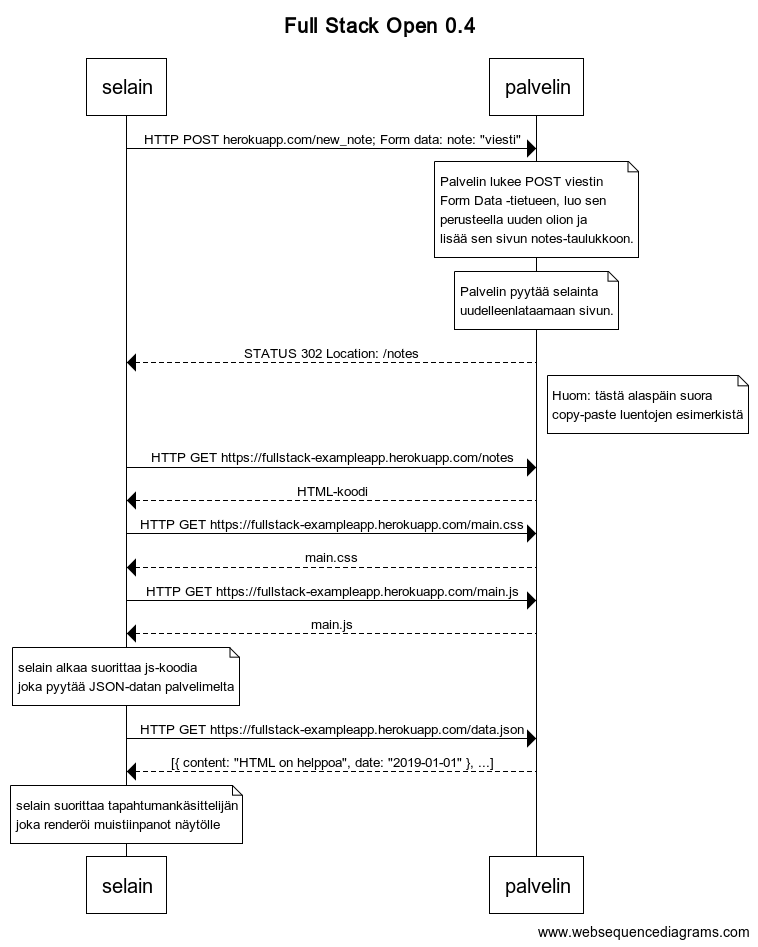 Full Stack Open 0.4
selain
palvelin
HTTP POST herokuapp.com/new_note; Form data: note: "viesti"
Palvelin lukee POST viestin
Form Data -tietueen, luo sen
perusteella uuden olion ja
lisää sen sivun notes-taulukkoon.
Palvelin pyytää selainta
uudelleenlataamaan sivun.
STATUS 302 Location: /notes
Huom: tästä alaspäin suora
copy-paste luentojen esimerkistä
HTTP GET https://fullstack-exampleapp.herokuapp.com/notes
HTML-koodi
HTTP GET https://fullstack-exampleapp.herokuapp.com/main.css
main.css
HTTP GET https://fullstack-exampleapp.herokuapp.com/main.js
main.js
selain alkaa suorittaa js-koodia
joka pyytää JSON-datan palvelimelta
HTTP GET https://fullstack-exampleapp.herokuapp.com/data.json
[{ content: "HTML on helppoa", date: "2019-01-01" }, ...]
selain suorittaa tapahtumankäsittelijän
joka renderöi muistiinpanot näytölle
selain
palvelin
www.websequencediagrams.com